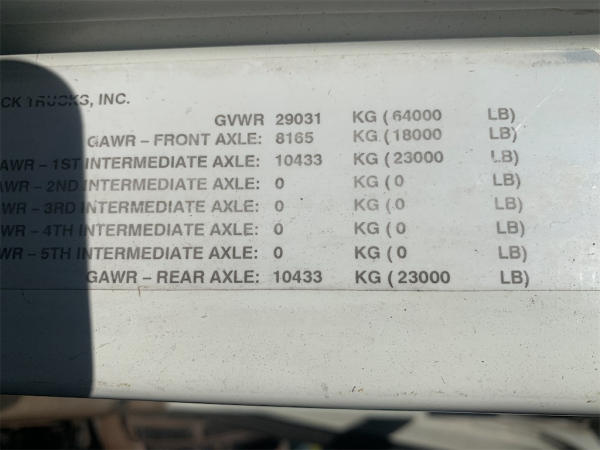 CK TRUCKS, INC.
GVWR 29031 KG ( 64000 LB)
GAWR – FRONT AXLE: 8165 KG ( 18000 LB)
AWR – 1ST INTERMEDIATE AXLE: 10433 KG ( 23000 LB)
AWR – 2ND INTERMEDIATE AXLE: 0 KG ( 0 LB)
WR – 3RD INTERMEDIATE AXLE: 0 KG ( 0 LB)
WR – 4TH INTERMEDIATE AXLE: 0 KG ( 0 LB)
WR – 5TH INTERMEDIATE AXLE: 0 KG ( 0 LB)
GAWR – REAR AXLE: 10433 KG ( 23000 LB)